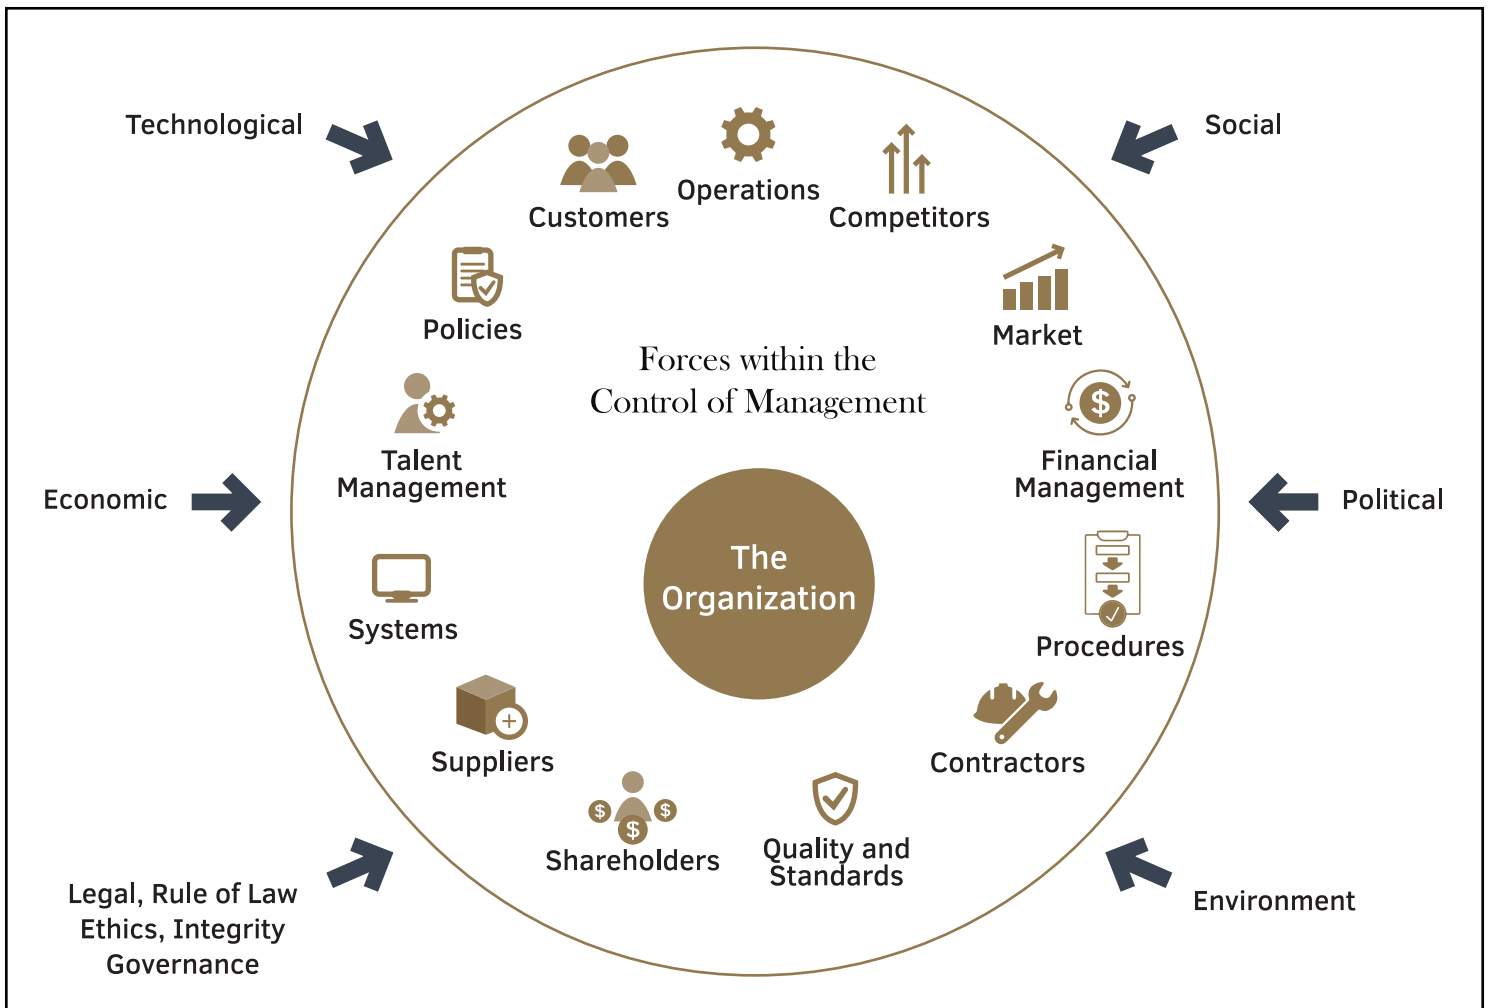 Technological
Social
Customers
Operations
Competitors
Policies
Market
Forces within the
Control of Management
Talent
Management
Financial
Management
$
Economic
Political
The
Organization
Systems
Procedures
Suppliers
Contractors
$ $ $
Shareholders
Quality and
Standards
Legal, Rule of Law
Ethics, Integrity
Governance
Environment